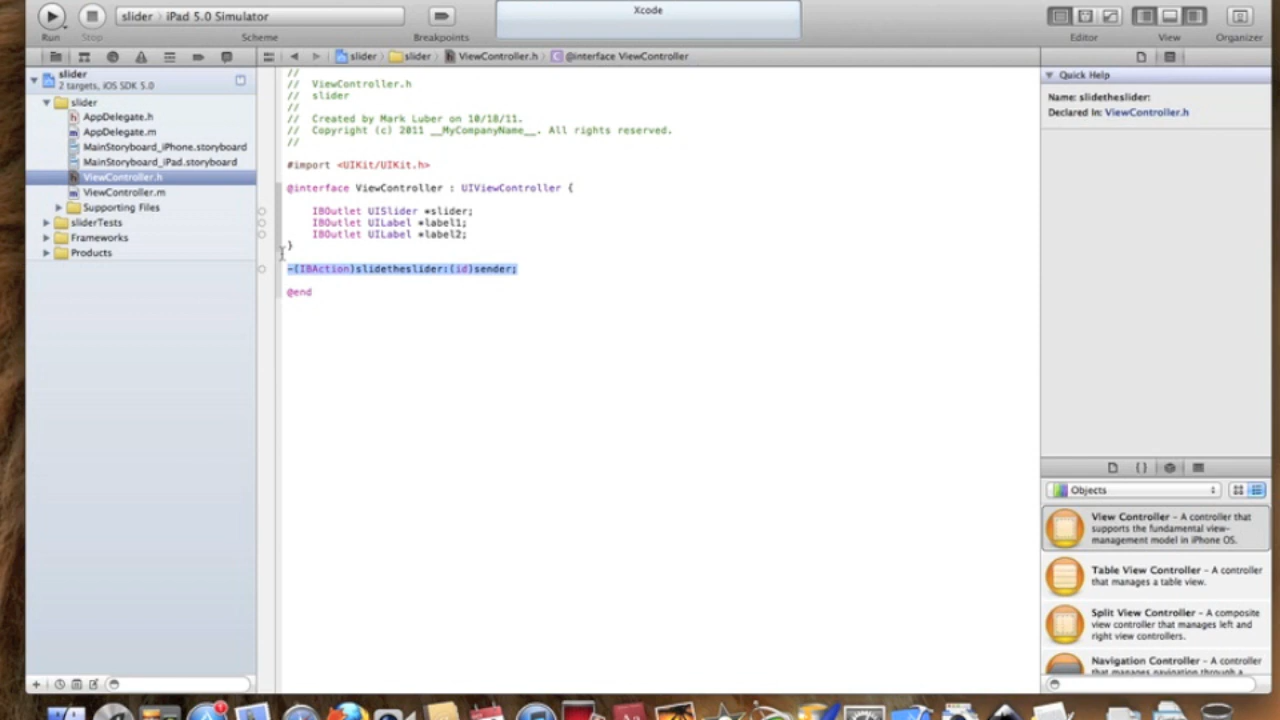 Xcode
slider › iPad 5.0 Simulator
Run
Stop
Scheme
Breakpoints
Editor
View
Organizer
slider
slider
ViewController.h
@interface ViewController
slider
2 targets, iOS SDK 5.0
slider
AppDelegate.h
AppDelegate.m
MainStoryboard_iPhone.storyboard
MainStoryboard_iPad.storyboard
ViewController.h
ViewController.m
Supporting Files
sliderTests
Frameworks
Products
//
// ViewController.h
// slider
//
// Created by Mark Luber on 10/18/11.
// Copyright (c) 2011 __MyCompanyName__. All rights reserved.
//
#import <UIKit/UIKit.h>
@interface ViewController : UIViewController {
IBOutlet UISlider *slider;
IBOutlet UILabel *label1;
IBOutlet UILabel *label2;
}
-(IBAction)slidetheslider:(id)sender;
@end
Quick Help
Name: slidetheslider:
Declared In: ViewController.h
{ }
Objects
View Controller - A controller that
supports the fundamental view-
management model in iPhone OS.
Table View Controller - A controller
that manages a table view.
Split View Controller - A composite
view controller that manages left and
right view controllers.
Navigation Controller - A controller
that manages navigation through a